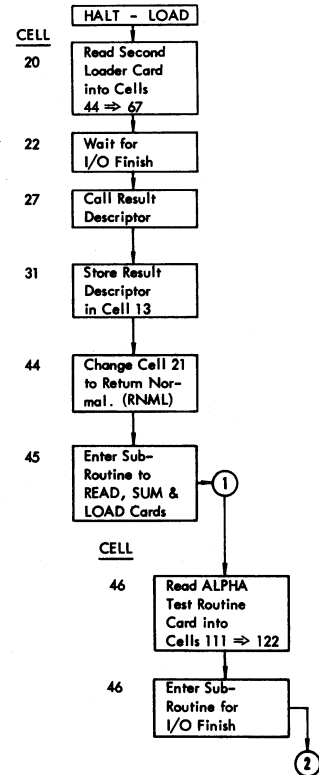 HALT - LOAD
CELL
20
Read Second
Loader Card
into Cells
44 ⇒ 67
22
Wait for
I/O Finish
27
Call Result
Descriptor
31
Store Result
Descriptor
in Cell 13
44
Change Cell 21
to Return Nor-
mal. (RNML)
45
Enter Sub-
Routine to
READ, SUM &
LOAD Cards
1
CELL
46
Read ALPHA
Test Routine
Card into
Cells 111 ⇒ 122
46
Enter Sub-
Routine for
I/O Finish
2